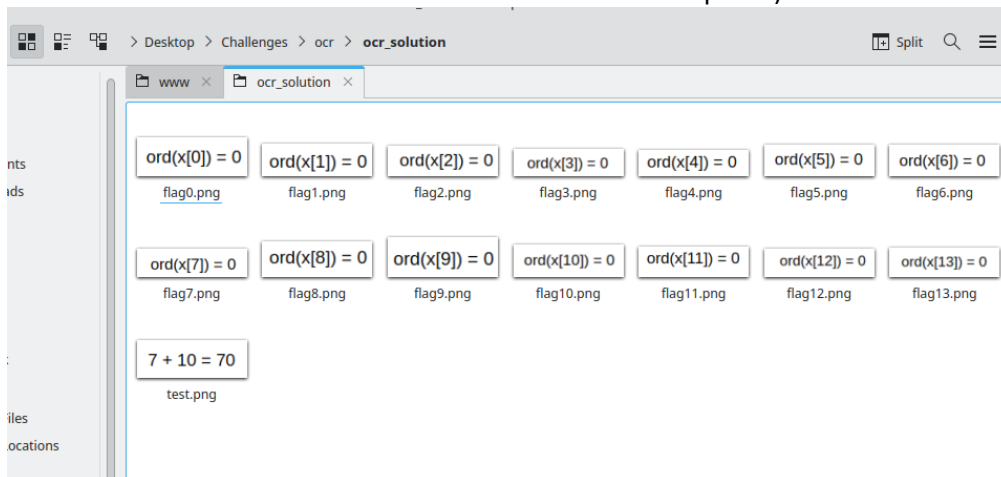 > Desktop > Challenges > ocr > ocr_solution Split
www ocr_solution
ord(x[0]) = 0 ord(x[1]) = 0 ord(x[2]) = 0 ord(x[3]) = 0 ord(x[4]) = 0 ord(x[5]) = 0 ord(x[6]) = 0
nts
flag0.png flag1.png flag2.png flag3.png flag4.png flag5.png flag6.png
ads
ord(x[7]) = 0 ord(x[8]) = 0 ord(x[9]) = 0 ord(x[10]) = 0 ord(x[11]) = 0 ord(x[12]) = 0 ord(x[13]) = 0
flag7.png flag8.png flag9.png flag10.png flag11.png flag12.png flag13.png
7 + 10 = 70
test.png
iles
ocations